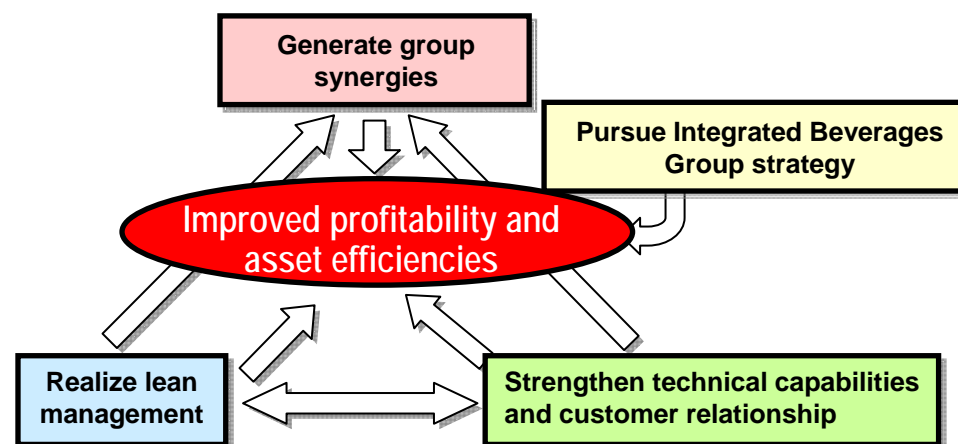 Generate group
synergies
Pursue Integrated Beverages
Group strategy
Improved profitability and
asset efficiencies
Realize lean
management
Strengthen technical capabilities
and customer relationship